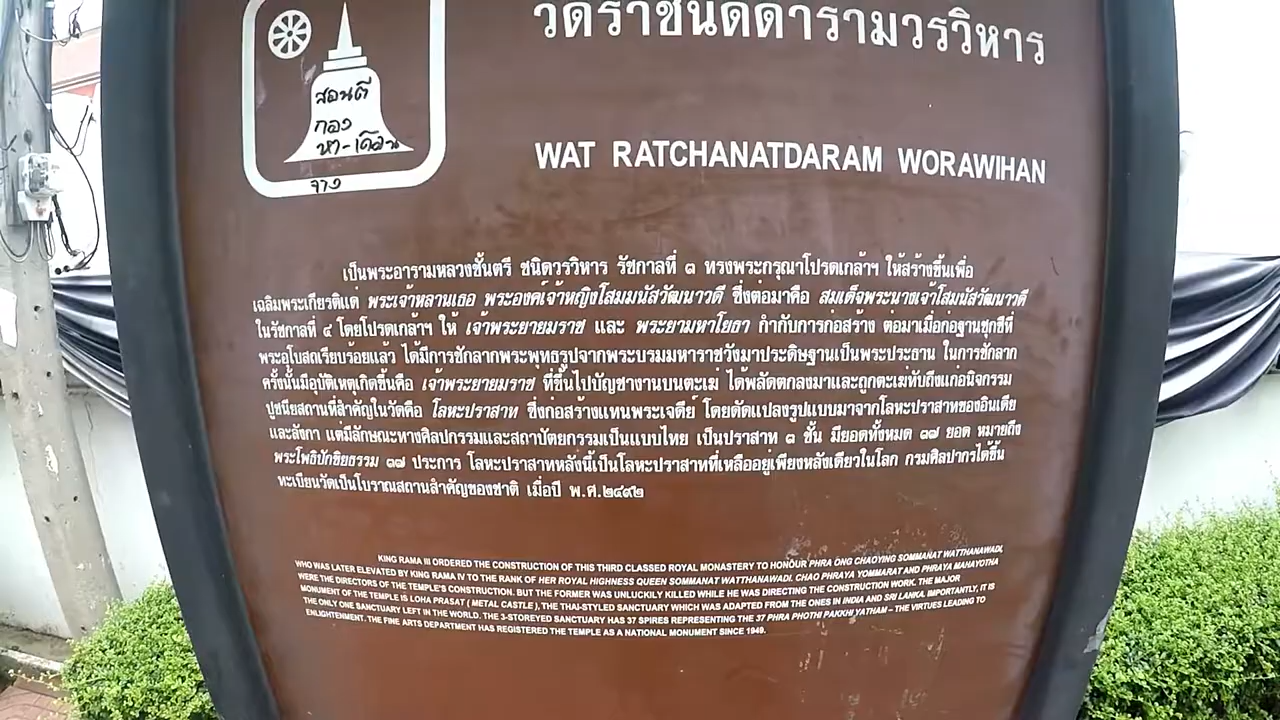 วัดราชนัดดารามวรวิหาร
สอนตี
กอง
หา-เดือน
จาง
WAT RATCHANATDARAM WORAWIHAN
เป็นพระอารามหลวงชั้นตรี ชนิดวรวิหาร รัชกาลที่ ๓ ทรงพระกรุณาโปรดเกล้าฯ ให้สร้างขึ้นเพื่อ
เฉลิมพระเกียรติแด่ พระเจ้าหลานเธอ พระองค์เจ้าหญิงโสมมนัสวัฒนาวดี ซึ่งต่อมาคือ สมเด็จพระนางเจ้าโสมนัสวัฒนาวดี
ในรัชกาลที่ ๔ โดยโปรดเกล้าฯ ให้ เจ้าพระยายมราช และ พระยามหาโยธา กำกับการก่อสร้าง ต่อมาเมื่อก่อฐานชุกชีที่
พระอุโบสถเรียบร้อยแล้ว ได้มีการชักลากพระพุทธรูปจากพระบรมมหาราชวังมาประดิษฐานเป็นพระประธาน ในการชักลาก
ครั้งนั้นมีอุบัติเหตุเกิดขึ้นคือ เจ้าพระยายมราช ที่ขึ้นไปบัญชางานบนตะเฆ่ ได้พลัดตกลงมาและถูกตะเฆ่ทับถึงแก่อนิจกรรม
ปูชนียสถานที่สำคัญในวัดคือ โลหะปราสาท ซึ่งก่อสร้างแทนพระเจดีย์ โดยดัดแปลงรูปแบบมาจากโลหะปราสาทของอินเดีย
และลังกา แต่มีลักษณะทางศิลปกรรมและสถาปัตยกรรมเป็นแบบไทย เป็นปราสาท ๓ ชั้น มียอดทั้งหมด ๓๗ ยอด หมายถึง
พระโพธิปักขิยธรรม ๓๗ ประการ โลหะปราสาทหลังนี้เป็นโลหะปราสาทที่เหลืออยู่เพียงหลังเดียวในโลก กรมศิลปากรได้ขึ้น
ทะเบียนวัดเป็นโบราณสถานสำคัญของชาติ เมื่อปี พ.ศ.๒๔๙๒
KING RAMA III ORDERED THE CONSTRUCTION OF THIS THIRD CLASSED ROYAL MONASTERY TO HONOUR PHRA ONG CHAOYING SOMMANAT WATTHANAWADI,
WHO WAS LATER ELEVATED BY KING RAMA IV TO THE RANK OF HER ROYAL HIGHNESS QUEEN SOMMANAT WATTHANAWADI. CHAO PHRAYA YOMMARAT AND PHRAYA MAHAYOTHA
WERE THE DIRECTORS OF THE TEMPLE'S CONSTRUCTION. BUT THE FORMER WAS UNLUCKILY KILLED WHILE HE WAS DIRECTING THE CONSTRUCTION WORK. THE MAJOR
MONUMENT OF THE TEMPLE IS LOHA PRASAT ( METAL CASTLE ), THE THAI-STYLED SANCTUARY WHICH WAS ADAPTED FROM THE ONES IN INDIA AND SRI LANKA. IMPORTANTLY, IT IS
THE ONLY ONE SANCTUARY LEFT IN THE WORLD. THE 3-STOREYED SANCTUARY HAS 37 SPIRES REPRESENTING THE 37 PHRA PHOTHI PAKKHI YATHAM – THE VIRTUES LEADING TO
ENLIGHTENMENT. THE FINE ARTS DEPARTMENT HAS REGISTERED THE TEMPLE AS A NATIONAL MONUMENT SINCE 1949.